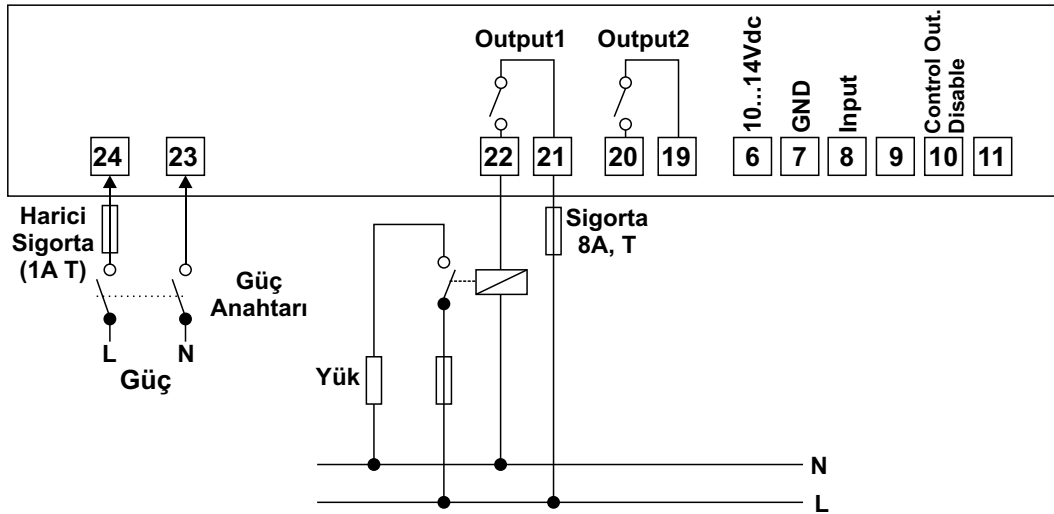 Output1
Output2
10...14Vdc
GND
Input
Control Out.
Disable
24
23
22
21
20
19
6
7
8
9
10
11
Harici
Sigorta
(1A T)
Güç
Anahtarı
L
N
Güç
Sigorta
8A, T
Yük
N
L